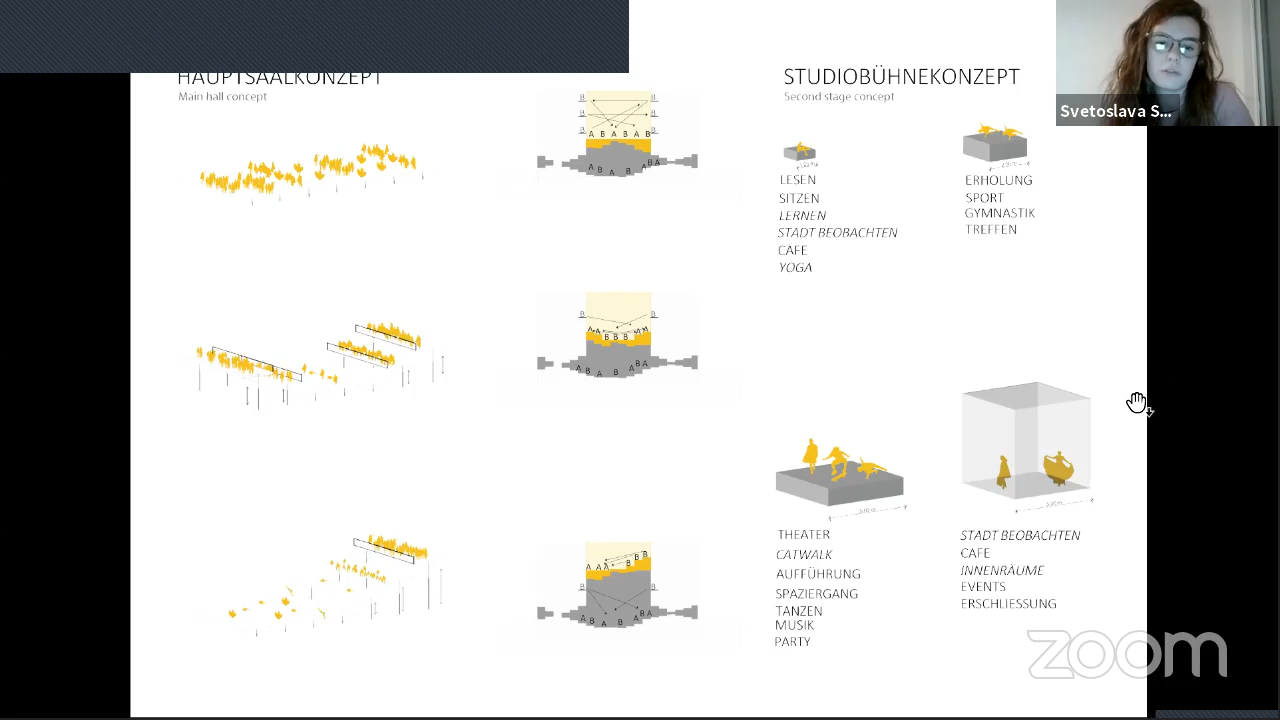 HAUPTSAALKONZEPT
Main hall concept
STUDIOBÜHNEKONZEPT
Second stage concept
Svetoslava S...
B B
B B
B B
A B A B A B
A B A B A B A
LESEN
SITZEN
LERNEN
STADT BEOBACHTEN
CAFE
YOGA
ERHOLUNG
SPORT
GYMNASTIK
TREFFEN
B B
A A B B B
A B A B A B A
THEATER
CATWALK
AUFFÜHRUNG
SPAZIERGANG
TANZEN
MUSIK
PARTY
STADT BEOBACHTEN
CAFE
INNENRÄUME
EVENTS
ERSCHLIESSUNG
A A A B B B
B B
A B A B A B A
zoom